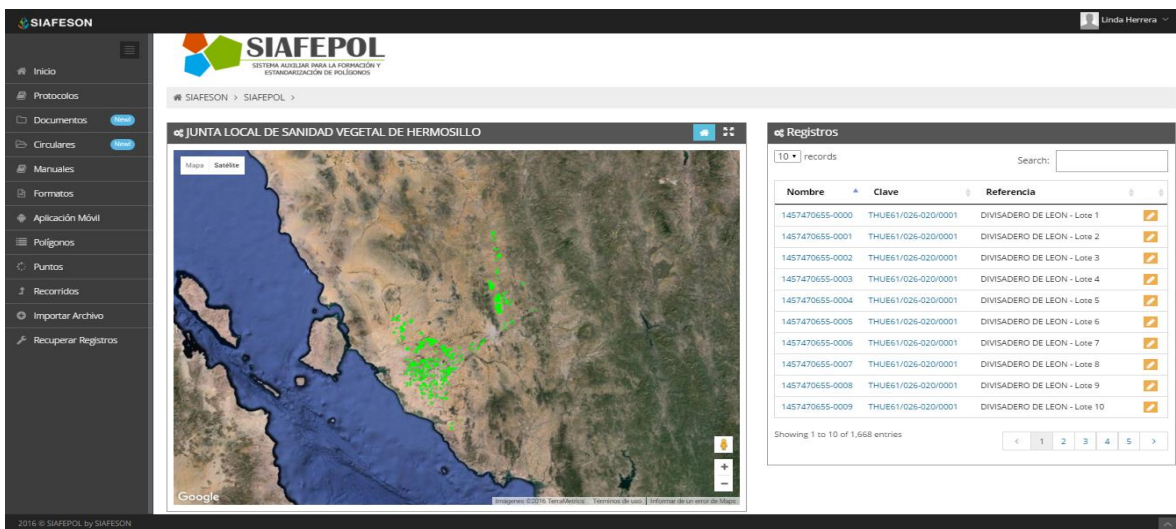 SIAFESON
Linda Herrera
Inicio
Protocolos
Documentos New!
Circulares New!
Manuales
Formatos
Aplicación Móvil
Polígonos
Puntos
Recorridos
Importar Archivo
Recuperar Registros
SIAFEPOL
SISTEMA AUXILIAR PARA LA FORMACIÓN Y
ESTANDARIZACIÓN DE POLÍGONOS
SIAFESON > SIAFEPOL >
JUNTA LOCAL DE SANIDAD VEGETAL DE HERMOSILLO
Mapa Satélite
Google
Imágenes ©2016 TerraMetrics Términos de uso Informar de un error de Maps
Registros
10 records Search:
Nombre Clave Referencia
1457470655-0000 THUE61/026-020/0001 DIVISADERO DE LEON - Lote 1
1457470655-0001 THUE61/026-020/0001 DIVISADERO DE LEON - Lote 2
1457470655-0002 THUE61/026-020/0001 DIVISADERO DE LEON - Lote 3
1457470655-0003 THUE61/026-020/0001 DIVISADERO DE LEON - Lote 4
1457470655-0004 THUE61/026-020/0001 DIVISADERO DE LEON - Lote 5
1457470655-0005 THUE61/026-020/0001 DIVISADERO DE LEON - Lote 6
1457470655-0006 THUE61/026-020/0001 DIVISADERO DE LEON - Lote 7
1457470655-0007 THUE61/026-020/0001 DIVISADERO DE LEON - Lote 8
1457470655-0008 THUE61/026-020/0001 DIVISADERO DE LEON - Lote 9
1457470655-0009 THUE61/026-020/0001 DIVISADERO DE LEON - Lote 10
Showing 1 to 10 of 1,668 entries
< 1 2 3 4 5 >
2016 © SIAFEPOL by SIAFESON